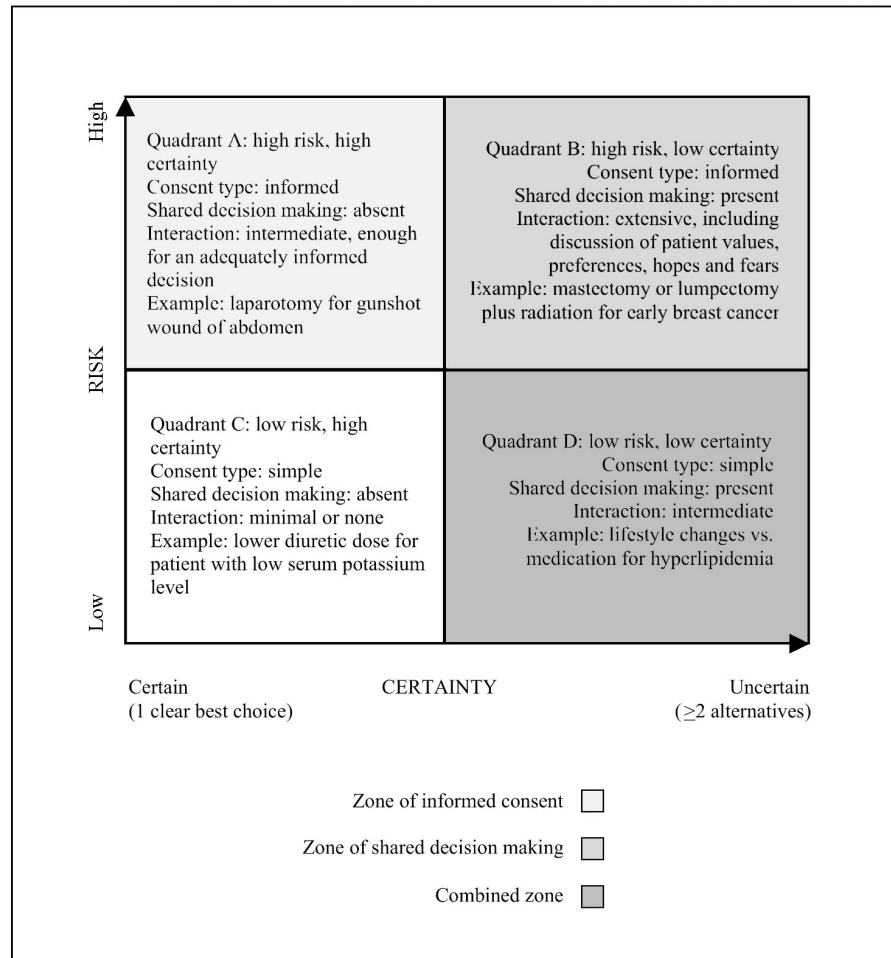 High
Quadrant A: high risk, high
certainty
Consent type: informed
Shared decision making: absent
Interaction: intermediate, enough
for an adequately informed
decision
Example: laparotomy for gunshot
wound of abdomen
Quadrant B: high risk, low certainty
Consent type: informed
Shared decision making: present
Interaction: extensive, including
discussion of patient values,
preferences, hopes and fears
Example: mastectomy or lumpectomy
plus radiation for early breast cancer
RISK
Quadrant C: low risk, high
certainty
Consent type: simple
Shared decision making: absent
Interaction: minimal or none
Example: lower diuretic dose for
patient with low serum potassium
level
Quadrant D: low risk, low certainty
Consent type: simple
Shared decision making: present
Interaction: intermediate
Example: lifestyle changes vs.
medication for hyperlipidemia
Low
Certain
(1 clear best choice)
CERTAINTY
Uncertain
(≥2 alternatives)
Zone of informed consent
Zone of shared decision making
Combined zone